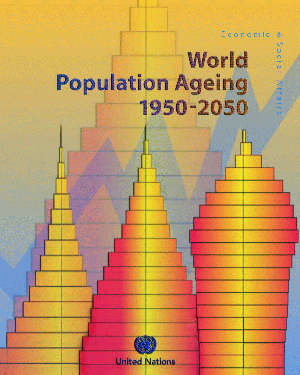 Economic &
Social Affairs
World
Population Ageing
1950-2050
United Nations